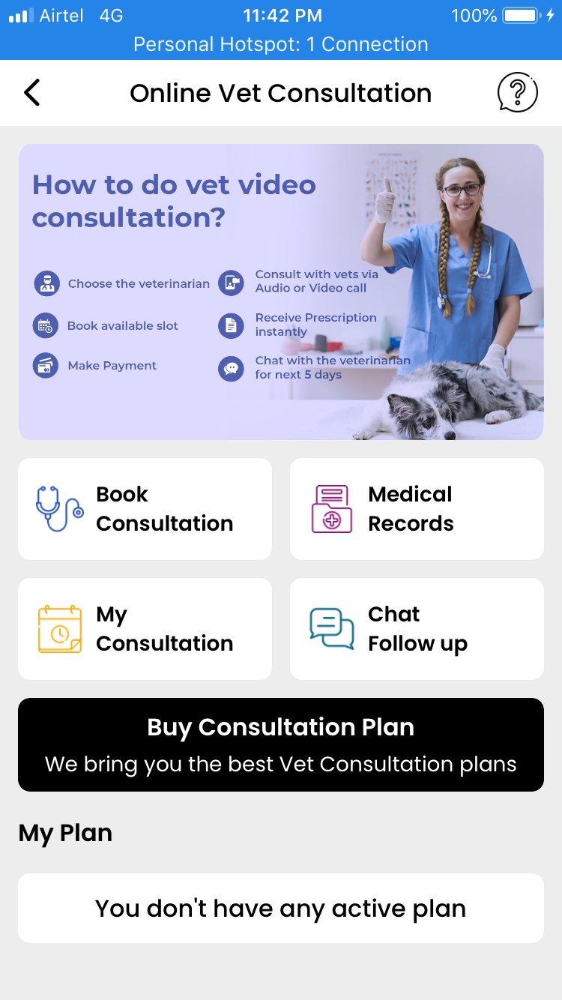 Airtel 4G 11:42 PM 100%
Personal Hotspot: 1 Connection
Online Vet Consultation
How to do vet video
consultation?
Choose the veterinarian
Book available slot
Make Payment
Consult with vets via
Audio or Video call
Receive Prescription
instantly
Chat with the veterinarian
for next 5 days
Book
Consultation
Medical
Records
My
Consultation
Chat
Follow up
Buy Consultation Plan
We bring you the best Vet Consultation plans
My Plan
You don't have any active plan